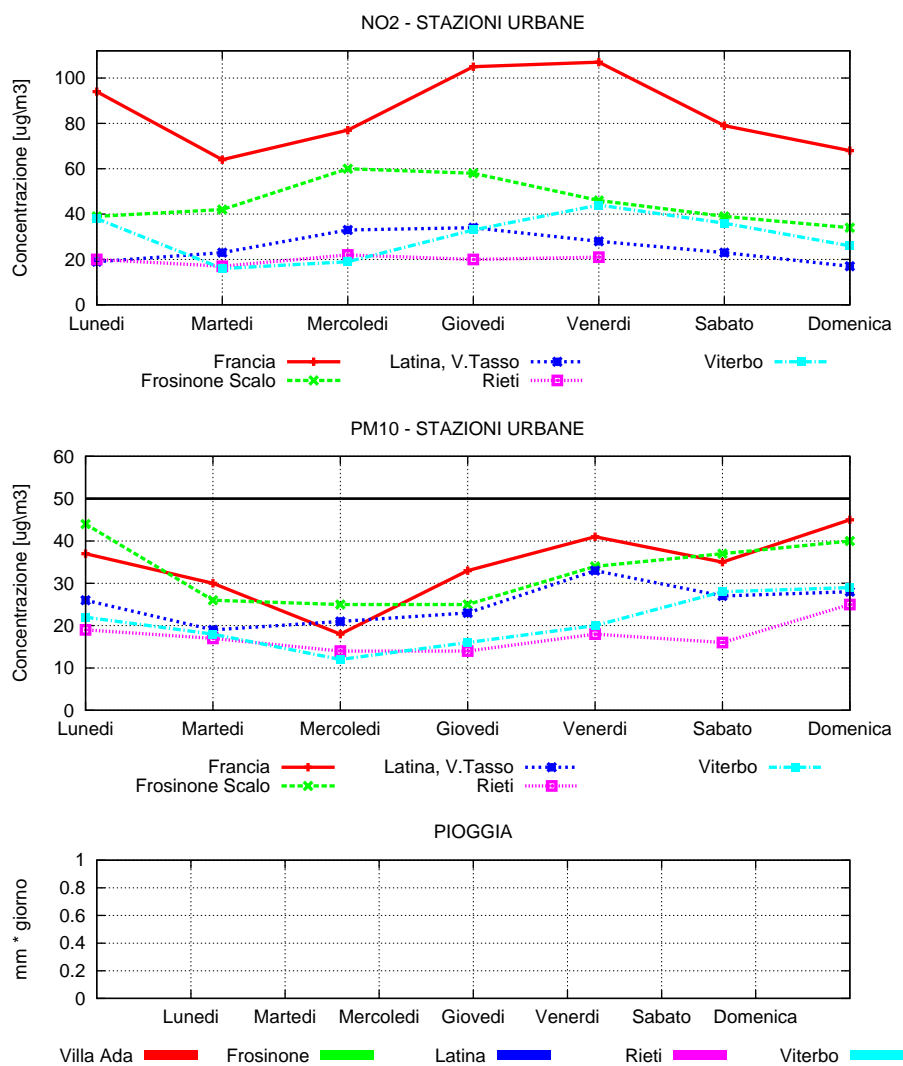 NO2 - STAZIONI URBANE
Concentrazione [ug\m3]
100
80
60
40
20
0
Lunedi Martedi Mercoledi Giovedi Venerdi Sabato Domenica
Francia Latina, V.Tasso Viterbo
Frosinone Scalo Rieti
PM10 - STAZIONI URBANE
Concentrazione [ug\m3]
60
50
40
30
20
10
0
Lunedi Martedi Mercoledi Giovedi Venerdi Sabato Domenica
Francia Latina, V.Tasso Viterbo
Frosinone Scalo Rieti
PIOGGIA
mm * giorno
1
0.8
0.6
0.4
0.2
0
Lunedi Martedi Mercoledi Giovedi Venerdi Sabato Domenica
Villa Ada Frosinone Latina Rieti Viterbo